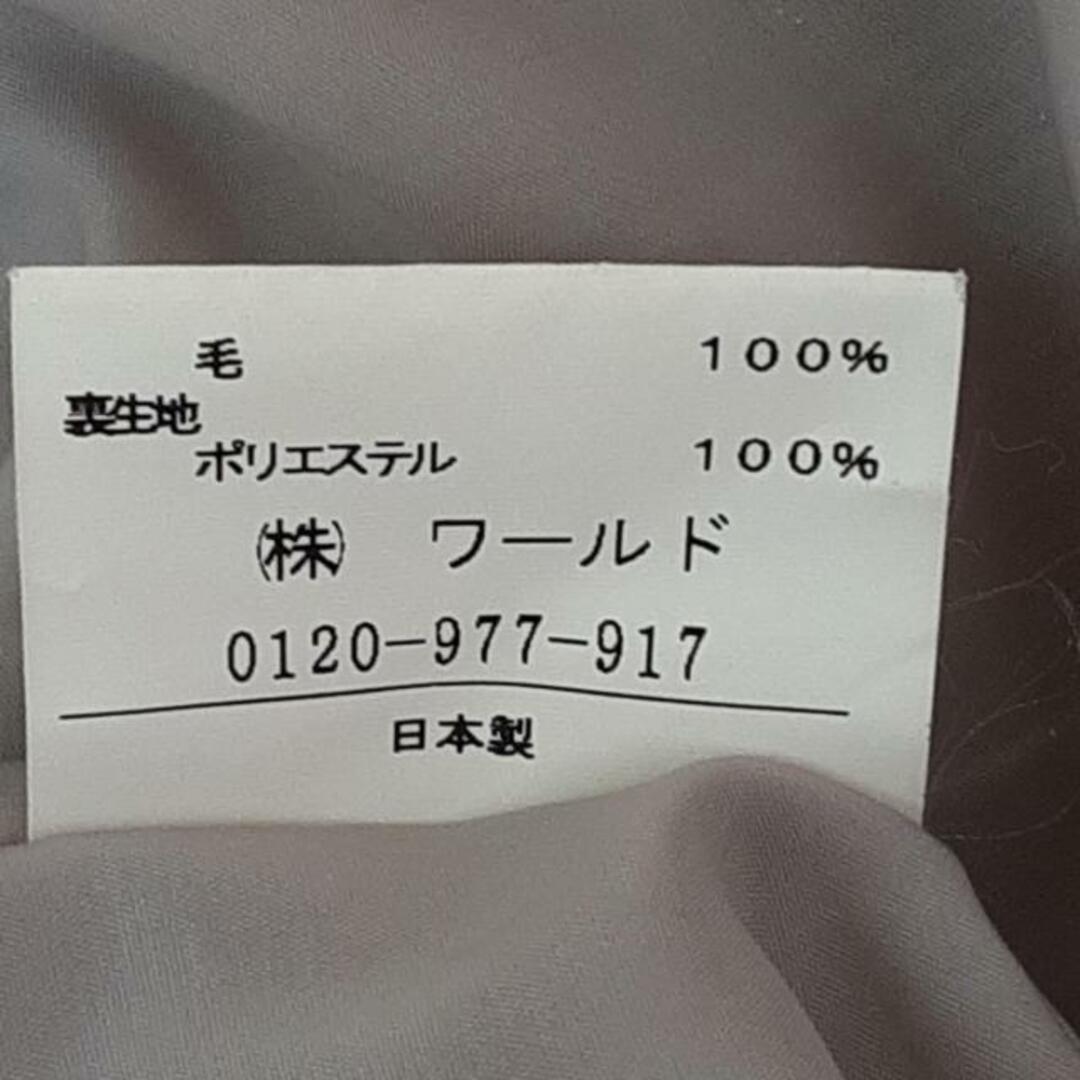 毛 100%
裏生地
ポリエステル 100%
㈱ ワールド
0120-977-917
日本製